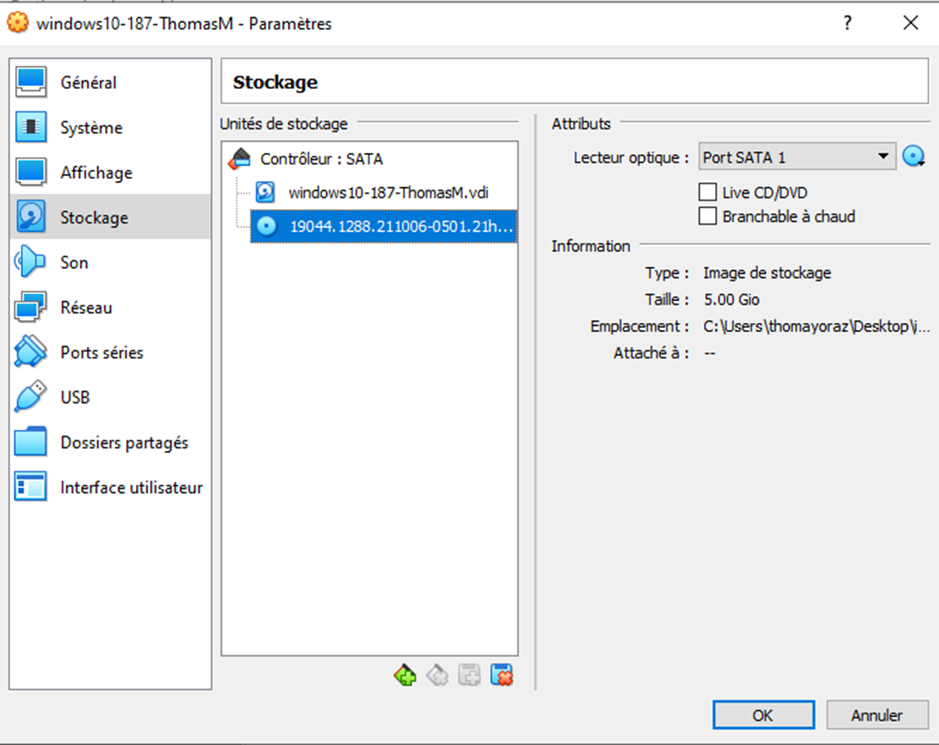 windows10-187-ThomasM - Paramètres
?
Général
Système
Affichage
Stockage
Son
Réseau
Ports séries
USB
Dossiers partagés
Interface utilisateur
Stockage
Unités de stockage
Contrôleur : SATA
windows10-187-ThomasM.vdi
19044.1288.211006-0501.21h...
Attributs
Lecteur optique : Port SATA 1
Live CD/DVD
Branchable à chaud
Information
Type : Image de stockage
Taille : 5.00 Gio
Emplacement : C:\Users\thomayoraz\Desktop\i...
Attaché à : --
OK
Annuler